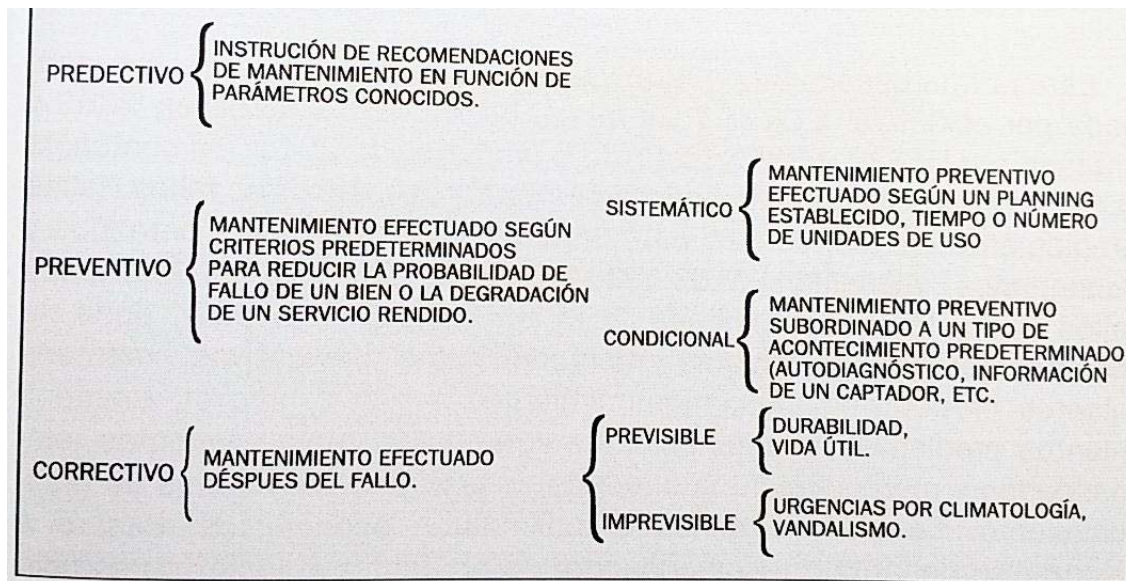 PREDECTIVO
INSTRUCIÓN DE RECOMENDACIONES
DE MANTENIMIENTO EN FUNCIÓN DE
PARÁMETROS CONOCIDOS.
PREVENTIVO
MANTENIMIENTO EFECTUADO SEGÚN
CRITERIOS PREDETERMINADOS
PARA REDUCIR LA PROBABILIDAD DE
FALLO DE UN BIEN O LA DEGRADACIÓN
DE UN SERVICIO RENDIDO.
SISTEMÁTICO
MANTENIMIENTO PREVENTIVO
EFECTUADO SEGÚN UN PLANNING
ESTABLECIDO, TIEMPO O NÚMERO
DE UNIDADES DE USO
CONDICIONAL
MANTENIMIENTO PREVENTIVO
SUBORDINADO A UN TIPO DE
ACONTECIMIENTO PREDETERMINADO
(AUTODIAGNÓSTICO, INFORMACIÓN
DE UN CAPTADOR, ETC.
CORRECTIVO
MANTENIMIENTO EFECTUADO
DÉSPUES DEL FALLO.
PREVISIBLE
DURABILIDAD,
VIDA ÚTIL.
IMPREVISIBLE
URGENCIAS POR CLIMATOLOGÍA,
VANDALISMO.